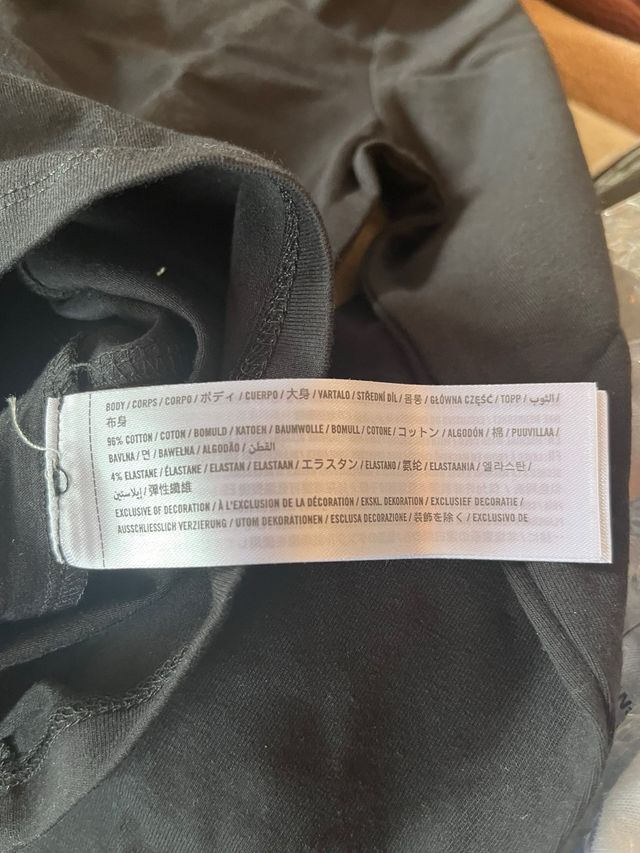 BODY / CORPS / CORPO / ボディ / CUERPO / 大身 / VARTALO / STŘEDNÍ DÍL / 몸통 / GŁÓWNA CZĘŚĆ / TOPP / الثوب /
布身
96% COTTON / COTON / BOMULD / KATOEN / BAUMWOLLE / BOMULL / COTONE / コットン / ALGODÓN / 棉 / PUUVILLAA /
BAVLNA / 면 / BAWEŁNA / ALGODÃO / القطن
4% ELASTANE / ÉLASTANE / ELASTAN / ELASTAAN / エラスタン / ELASTANO / 氨纶 / ELASTAANIA / 엘라스탄 /
إيلاستين / 彈性纖維
EXCLUSIVE OF DECORATION / À L'EXCLUSION DE LA DÉCORATION / EKSKL. DEKORATION / EXCLUSIEF DECORATIE /
AUSSCHLIESSLICH VERZIERUNG / UTOM DEKORATIONEN / ESCLUSA DECORAZIONE / 装飾を除く / EXCLUSIVO DE